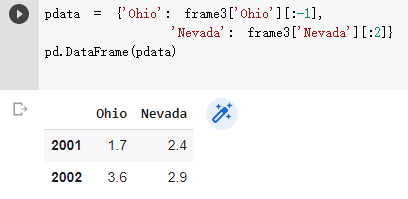 pdata = {'Ohio': frame3['Ohio'][:-1],
'Nevada': frame3['Nevada'][:2]}
pd.DataFrame(pdata)
Ohio Nevada
2001 1.7 2.4
2002 3.6 2.9